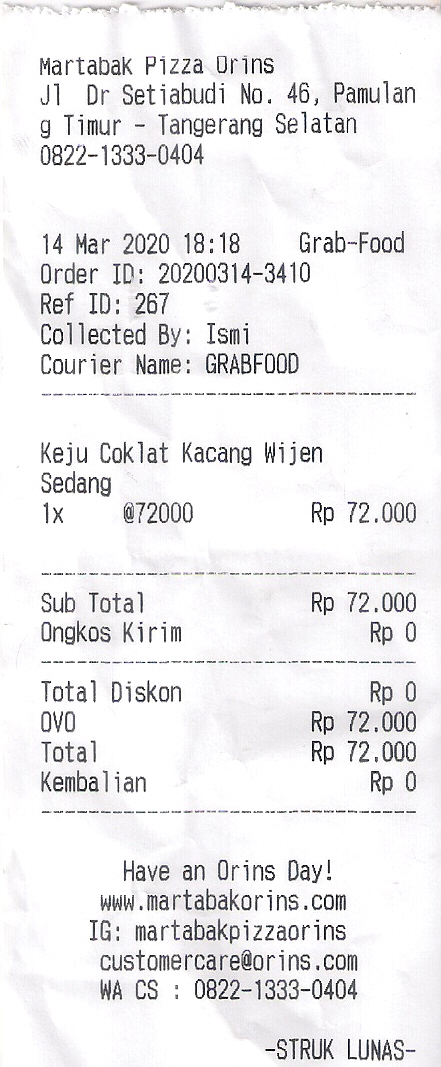 Martabak Pizza Orins
Jl Dr Setiabudi No. 46, Pamulan
g Timur - Tangerang Selatan
0822-1333-0404
14 Mar 2020 18:18 Grab-Food
Order ID: 20200314-3410
Ref ID: 267
Collected By: Ismi
Courier Name: GRABFOOD
Keju Coklat Kacang Wijen
Sedang
1x @72000 Rp 72.000
Sub Total Rp 72.000
Ongkos Kirim Rp 0
Total Diskon Rp 0
OVO Rp 72.000
Total Rp 72.000
Kembalian Rp 0
Have an Orins Day!
www.martabakorins.com
IG: martabakpizzaorins
customercare@orins.com
WA CS : 0822-1333-0404
-STRUK LUNAS-